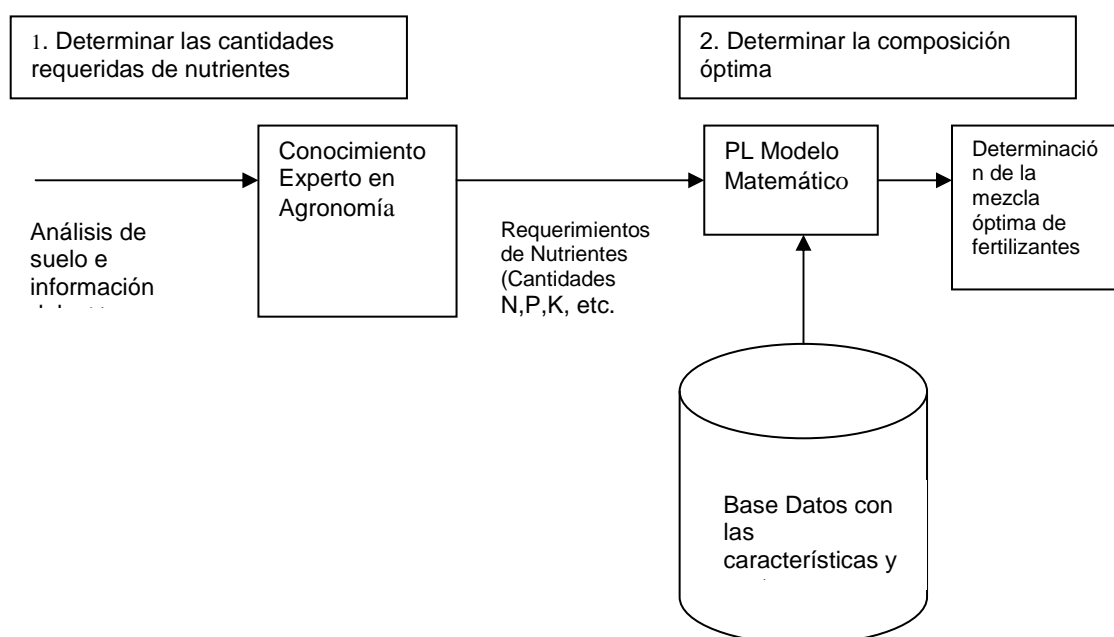 1. Determinar las cantidades
requeridas de nutrientes
2. Determinar la composición
óptima
Conocimiento
Experto en
Agronomía
PL Modelo
Matemático
Determinació
n de la
mezcla
óptima de
fertilizantes
Análisis de
suelo e
información
Requerimientos
de Nutrientes
(Cantidades
N,P,K, etc.
Base Datos con
las
características y